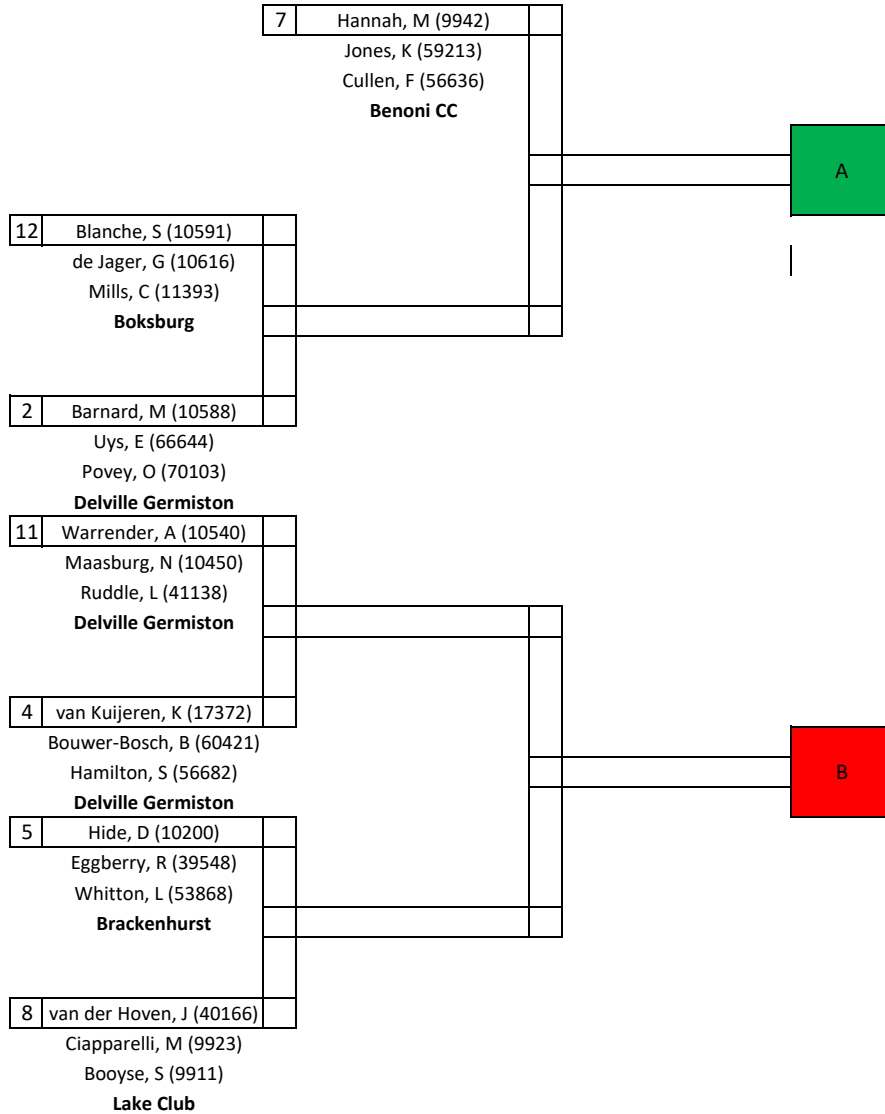 7 Hannah, M (9942)
Jones, K (59213)
Cullen, F (56636)
Benoni CC
A
12 Blanche, S (10591)
de Jager, G (10616)
Mills, C (11393)
Boksburg
2 Barnard, M (10588)
Uys, E (66644)
Povey, O (70103)
Delville Germiston
11 Warrender, A (10540)
Maasburg, N (10450)
Ruddle, L (41138)
Delville Germiston
4 van Kuijeren, K (17372)
Bouwer-Bosch, B (60421)
Hamilton, S (56682)
Delville Germiston
B
5 Hide, D (10200)
Eggberry, R (39548)
Whitton, L (53868)
Brackenhurst
8 van der Hoven, J (40166)
Ciapparelli, M (9923)
Booyse, S (9911)
Lake Club